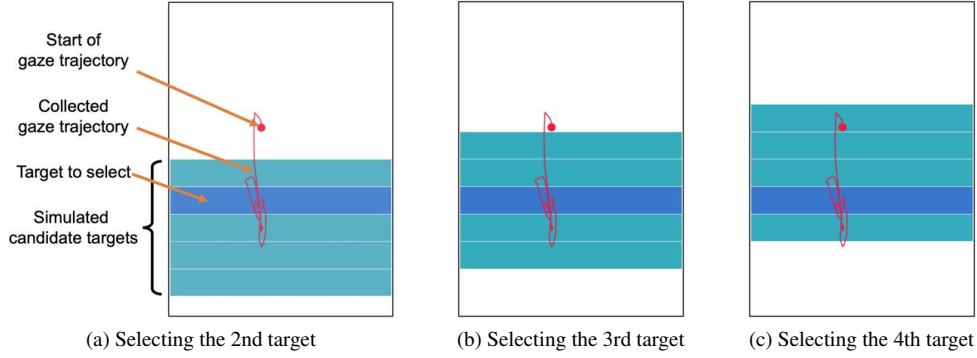 Start of
gaze trajectory
Collected
gaze trajectory
Target to select
Simulated
candidate targets
(a) Selecting the 2nd target
(b) Selecting the 3rd target
(c) Selecting the 4th target